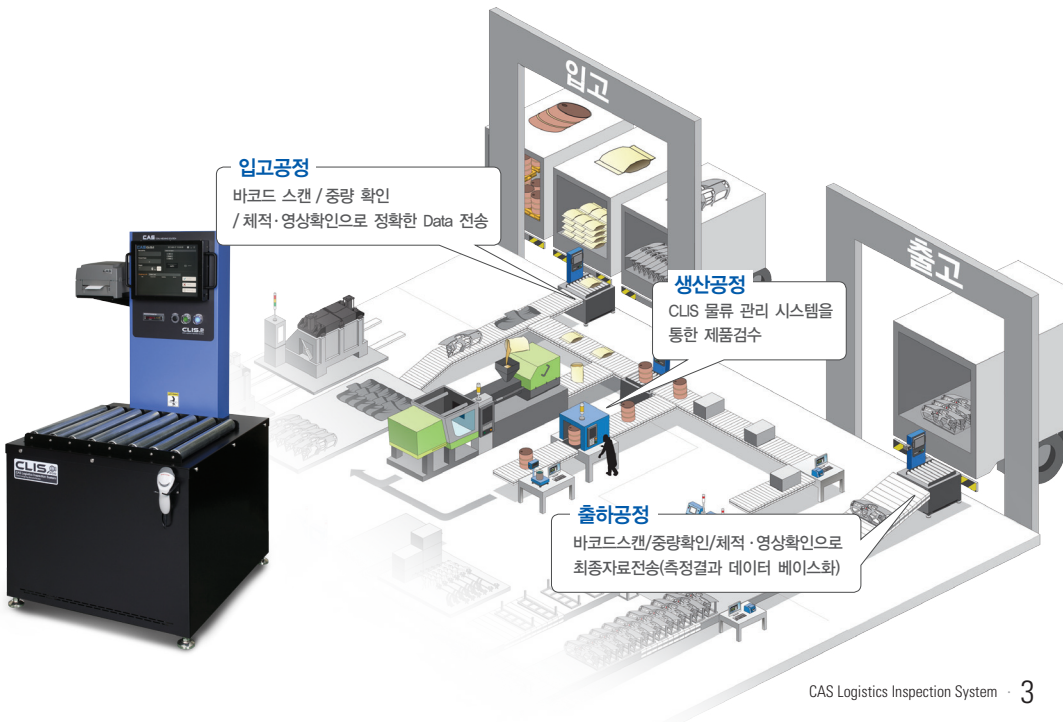 입고
입고공정
바코드 스캔 / 중량 확인
/ 체적·영상확인으로 정확한 Data 전송
CAS
출고
생산공정
CLIS 물류 관리 시스템을
통한 제품검수
CLIS
CLIS
출하공정
바코드스캔/중량확인/체적·영상확인으로
최종자료전송(측정결과 데이터 베이스화)
CAS Logistics Inspection System · 3